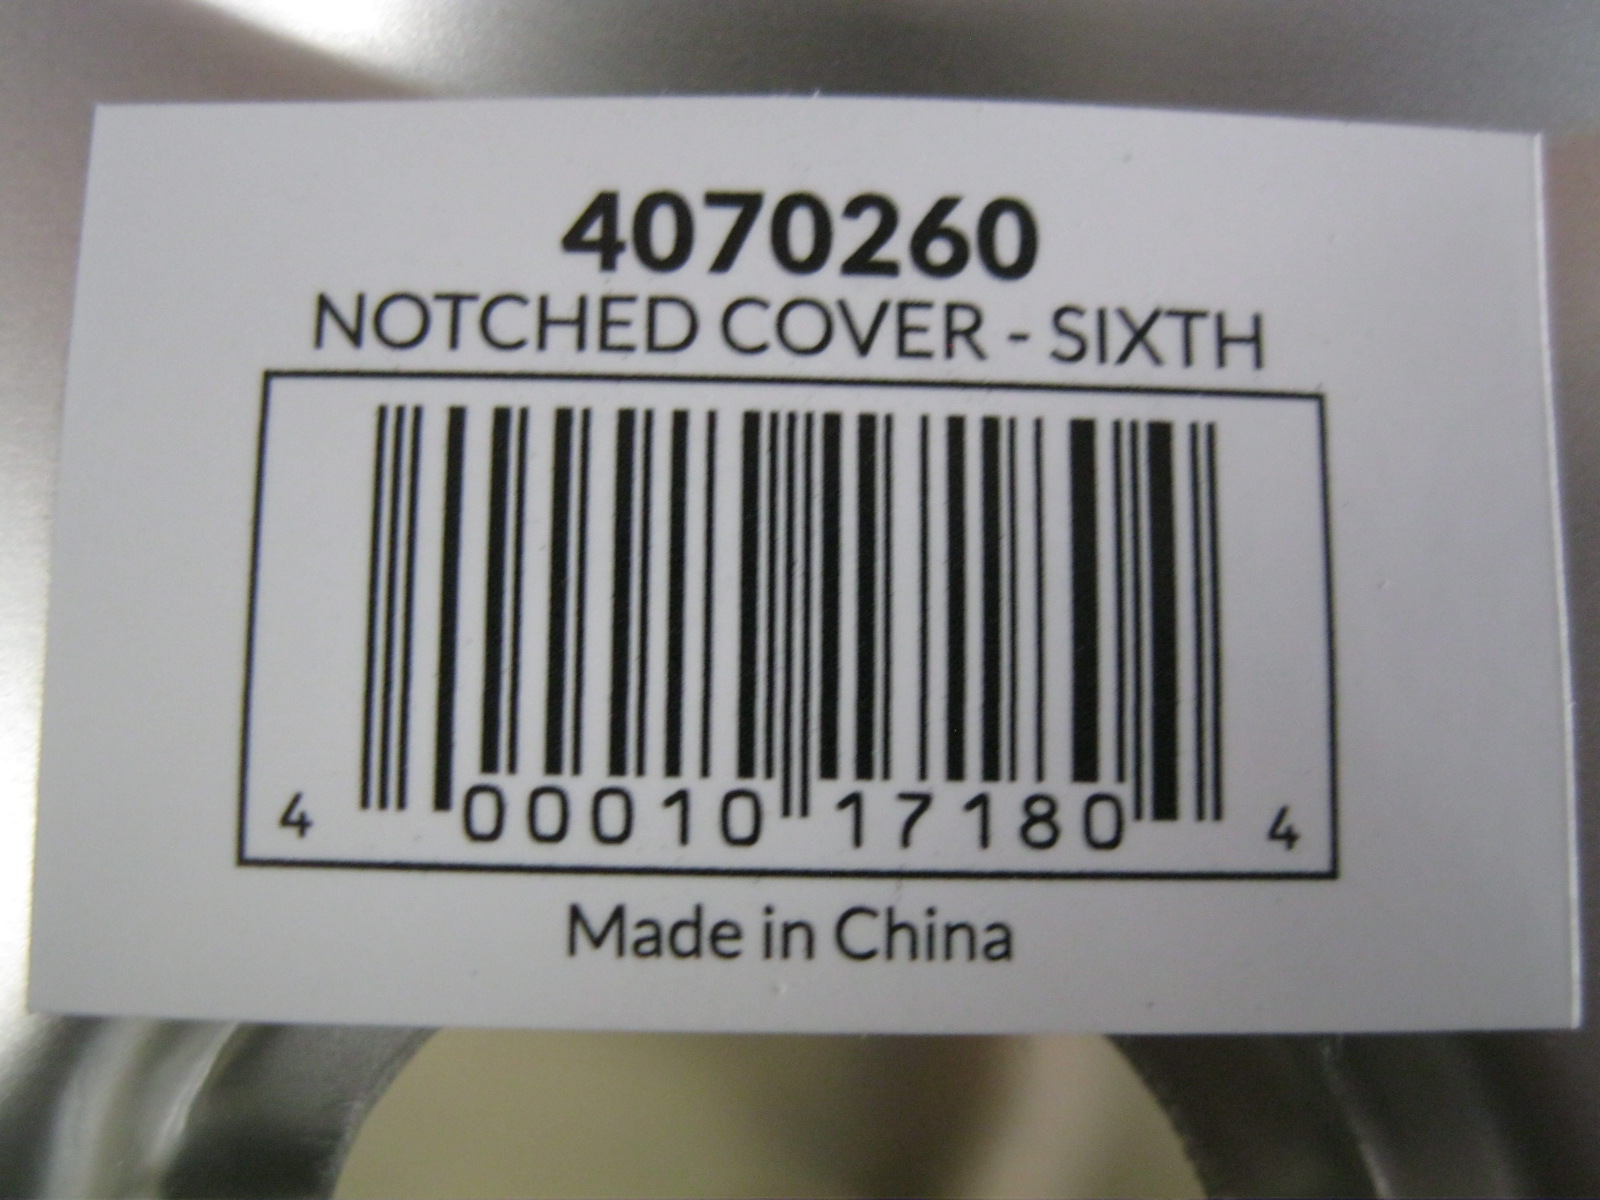 4070260
NOTCHED COVER - SIXTH
4 00010 17180 4
Made in China